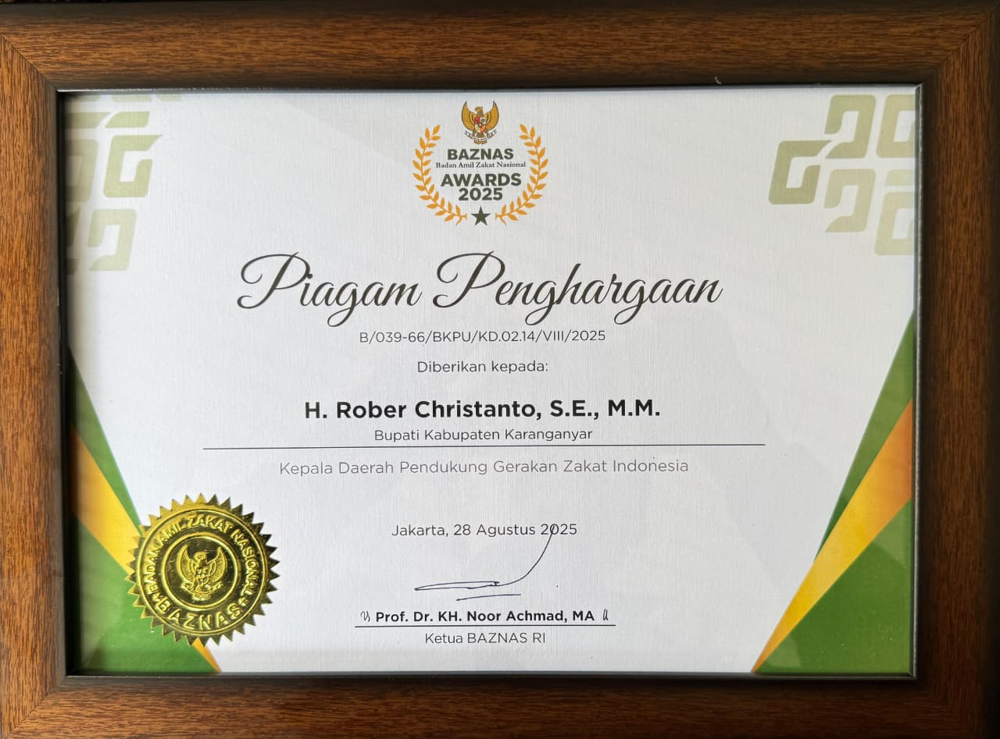 BAZNAS
Badan Amil Zakat Nasional
AWARDS
2025
Piagam Penghargaan
B/039-66/BKPU/KD.02.14/VIII/2025
Diberikan kepada:
H. Rober Christanto, S.E., M.M.
Bupati Kabupaten Karanganyar
Kepala Daerah Pendukung Gerakan Zakat Indonesia
Jakarta, 28 Agustus 2025
Prof. Dr. KH. Noor Achmad, MA
Ketua BAZNAS RI
BADAN AMIL ZAKAT NASIONAL
BAZNAS